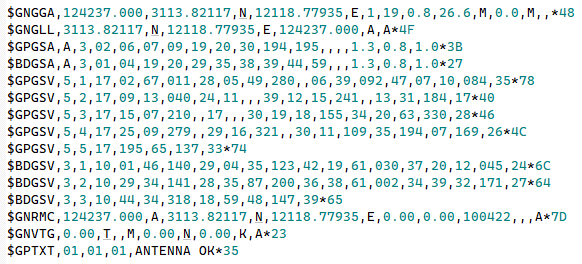 $GNGGA,124237.000,3113.82117,N,12118.77935,E,1,19,0.8,26.6,M,0.0,M,,*48
$GNGLL,3113.82117,N,12118.77935,E,124237.000,A,A*4F
$GPGSA,A,3,02,06,07,09,19,20,30,194,195,,,,1.3,0.8,1.0*3B
$BDGSA,A,3,01,04,19,20,29,35,38,39,44,59,,,1.3,0.8,1.0*27
$GPGSV,5,1,17,02,67,011,28,05,49,280,,06,39,092,47,07,10,084,35*78
$GPGSV,5,2,17,09,13,040,24,11,,,39,12,15,241,,13,31,184,17*40
$GPGSV,5,3,17,15,07,210,,17,,,30,19,18,155,34,20,63,330,28*46
$GPGSV,5,4,17,25,09,279,,29,16,321,,30,11,109,35,194,07,169,26*4C
$GPGSV,5,5,17,195,65,137,33*74
$BDGSV,3,1,10,01,46,140,29,04,35,123,42,19,61,030,37,20,12,045,24*6C
$BDGSV,3,2,10,29,34,141,28,35,87,200,36,38,61,002,34,39,32,171,27*64
$BDGSV,3,3,10,44,34,318,18,59,48,147,39*65
$GNRMC,124237.000,A,3113.82117,N,12118.77935,E,0.00,0.00,100422,,,A*7D
$GNVTG,0.00,T,,M,0.00,N,0.00,K,A*23
$GPTXT,01,01,01,ANTENNA OK*35